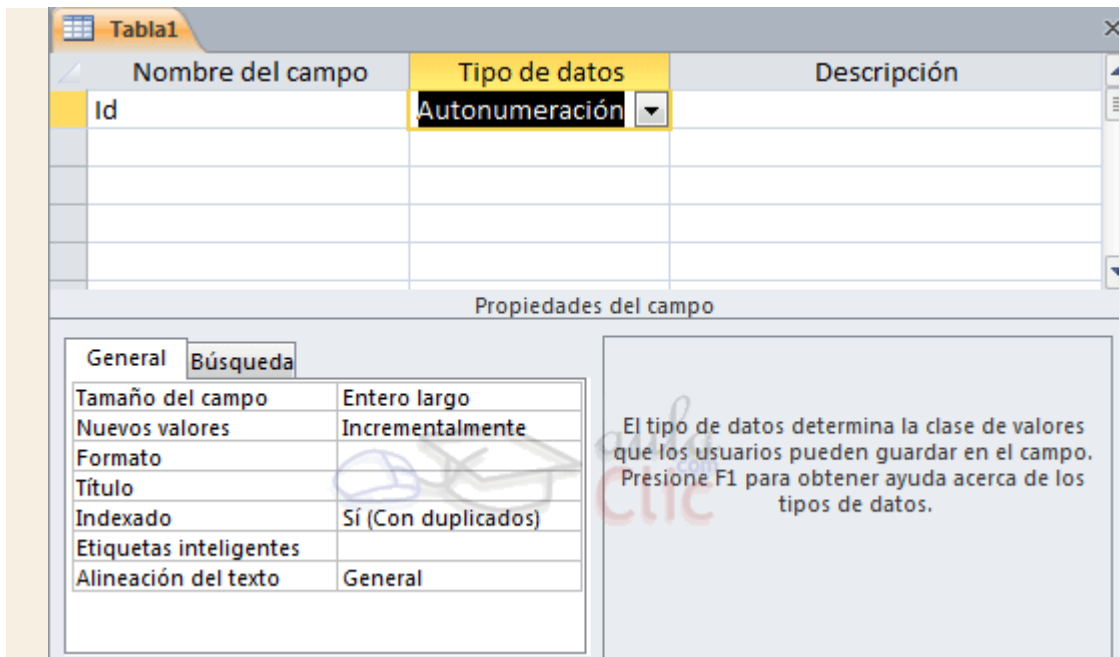 Tabla1
Nombre del campo Tipo de datos Descripción
Id Autonumeración
Propiedades del campo
General Búsqueda
Tamaño del campo Entero largo
Nuevos valores Incrementalmente
Formato
Título
Indexado Sí (Con duplicados)
Etiquetas inteligentes
Alineación del texto General
El tipo de datos determina la clase de valores
que los usuarios pueden guardar en el campo.
Presione F1 para obtener ayuda acerca de los
tipos de datos.
aula
.com
Clic